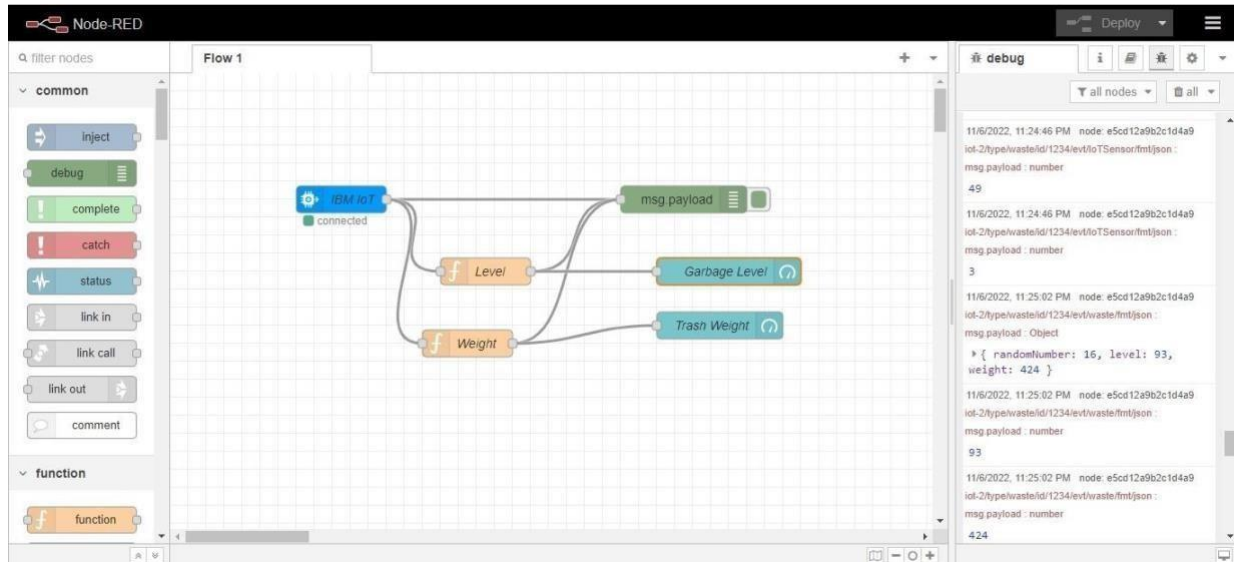 Node-RED
Deploy
filter nodes
Flow 1
debug
i
all nodes
all
common
inject
debug
complete
catch
status
link in
link call
link out
comment
function
function
IBM IoT
connected
msg.payload
Level
Garbage Level
Weight
Trash Weight
11/6/2022, 11:24:46 PM node: e5cd12a9b2c1d4a9
iot-2/type/waste/id/1234/evt/IoTSensor/fmt/json :
msg.payload : number
49
11/6/2022, 11:24:46 PM node: e5cd12a9b2c1d4a9
iot-2/type/waste/id/1234/evt/IoTSensor/fmt/json :
msg.payload : number
3
11/6/2022, 11:25:02 PM node: e5cd12a9b2c1d4a9
iot-2/type/waste/id/1234/evt/waste/fmt/json :
msg.payload : Object
{ randomNumber: 16, level: 93,
weight: 424 }
11/6/2022, 11:25:02 PM node: e5cd12a9b2c1d4a9
iot-2/type/waste/id/1234/evt/waste/fmt/json :
msg.payload : number
93
11/6/2022, 11:25:02 PM node: e5cd12a9b2c1d4a9
iot-2/type/waste/id/1234/evt/waste/fmt/json :
msg.payload : number
424